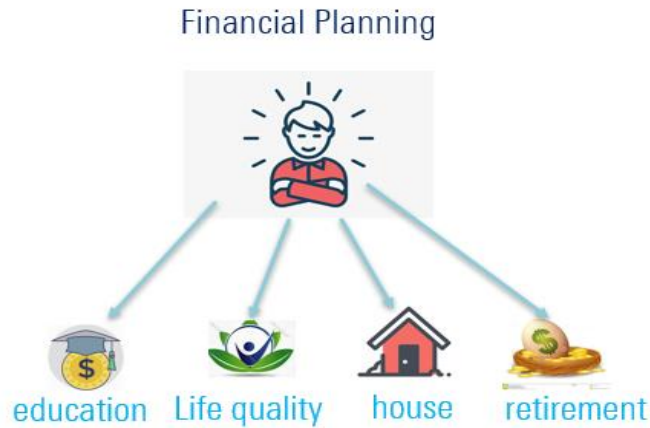 Financial Planning
$
$
education
Life quality
house
retirement